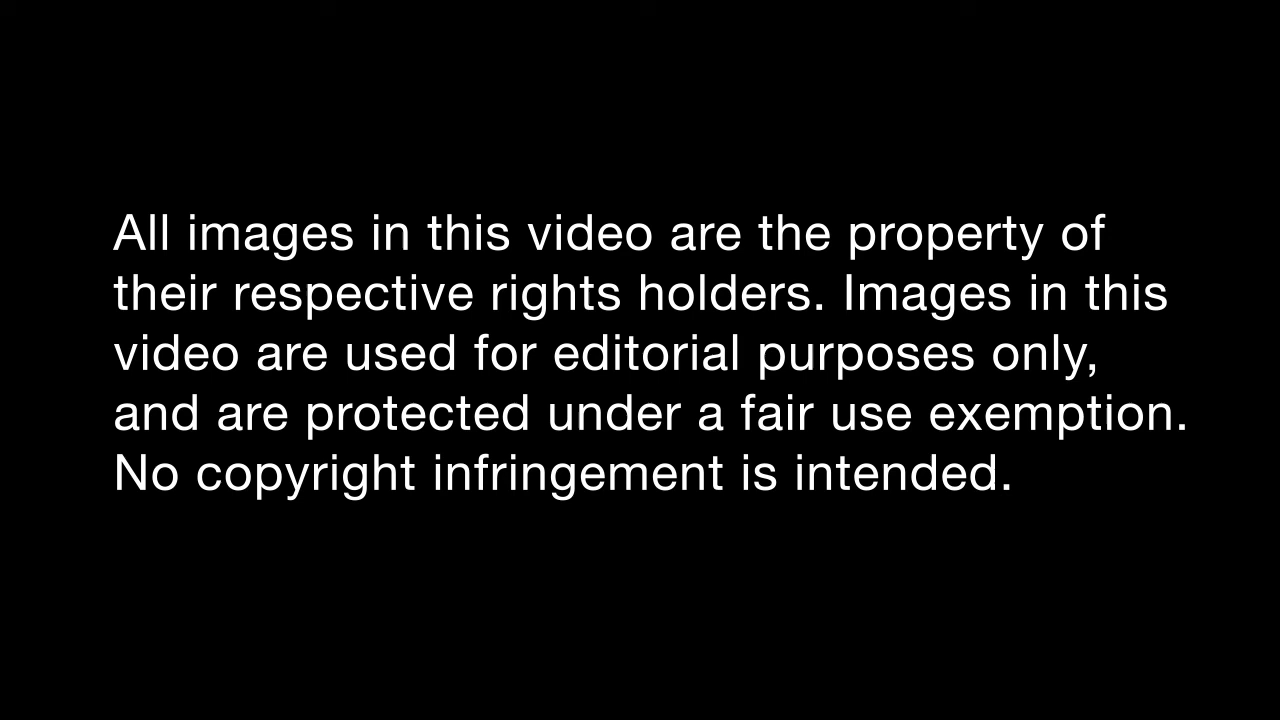 All images in this video are the property of
their respective rights holders. Images in this
video are used for editorial purposes only,
and are protected under a fair use exemption.
No copyright infringement is intended.